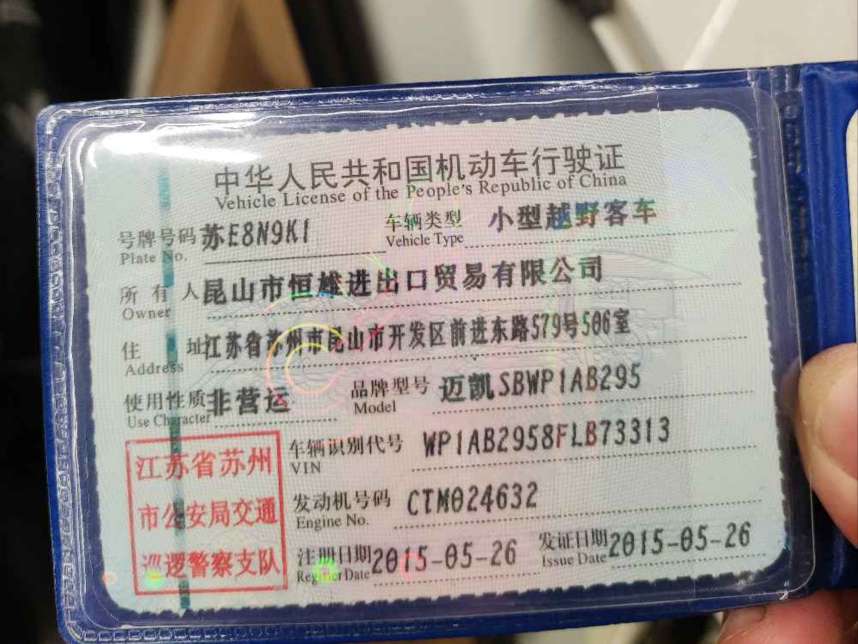 中华人民共和国机动车行驶证
Vehicle License of the People's Republic of China
号牌号码 苏E8N9K1 车辆类型 小型越野客车
Plate No. Vehicle Type
所有人 昆山市恒雄进出口贸易有限公司
Owner
住址 江苏省苏州市昆山市开发区前进东路579号506室
Address
使用性质 非营运 品牌型号 迈凯SBWP1AB295
Use Character Model
江苏省苏州 车辆识别代号 WP1AB2958FLB73313
VIN
市公安局交通 发动机号码 CTM024632
Engine No.
巡逻警察支队 注册日期 2015-05-26 发证日期 2015-05-26
Register Date Issue Date